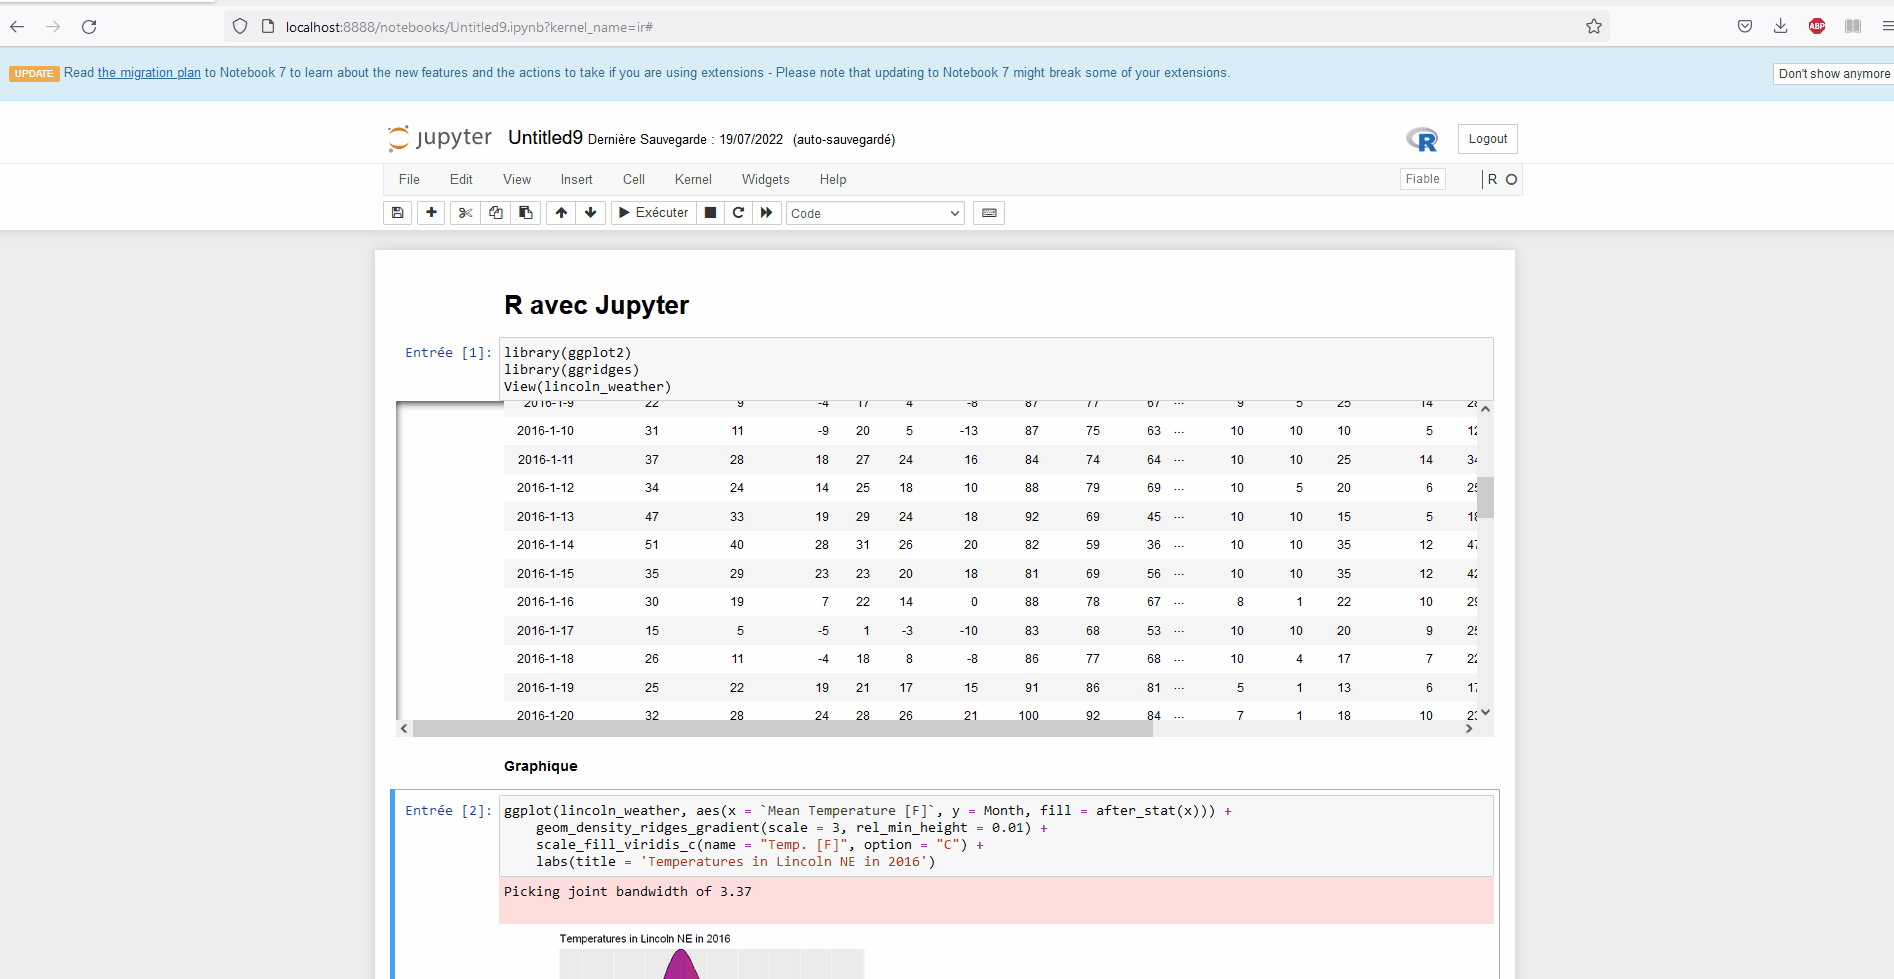 localhost:8888/notebooks/Untitled9.ipynb?kernel_name=ir#
ABP
UPDATE Read the migration plan to Notebook 7 to learn about the new features and the actions to take if you are using extensions - Please note that updating to Notebook 7 might break some of your extensions.
Don't show anymore
jupyter Untitled9 Dernière Sauvegarde : 19/07/2022 (auto-sauvegardé)
R Logout
File Edit View Insert Cell Kernel Widgets Help Fiable R
Exécuter Code
R avec Jupyter
Entrée [1]: library(ggplot2)
library(ggridges)
View(lincoln_weather)
2016-1-9 22 9 -4 17 4 -8 87 77 67 ... 9 5 25 14 28
2016-1-10 31 11 -9 20 5 -13 87 75 63 ... 10 10 10 5 12
2016-1-11 37 28 18 27 24 16 84 74 64 ... 10 10 25 14 34
2016-1-12 34 24 14 25 18 10 88 79 69 ... 10 5 20 6 25
2016-1-13 47 33 19 29 24 18 92 69 45 ... 10 10 15 5 18
2016-1-14 51 40 28 31 26 20 82 59 36 ... 10 10 35 12 47
2016-1-15 35 29 23 23 20 18 81 69 56 ... 10 10 35 12 42
2016-1-16 30 19 7 22 14 0 88 78 67 ... 8 1 22 10 29
2016-1-17 15 5 -5 1 -3 -10 83 68 53 ... 10 10 20 9 25
2016-1-18 26 11 -4 18 8 -8 86 77 68 ... 10 4 17 7 22
2016-1-19 25 22 19 21 17 15 91 86 81 ... 5 1 13 6 17
2016-1-20 32 28 24 28 26 21 100 92 84 ... 7 1 18 10 23
Graphique
Entrée [2]: ggplot(lincoln_weather, aes(x = `Mean Temperature [F]`, y = Month, fill = after_stat(x))) +
geom_density_ridges_gradient(scale = 3, rel_min_height = 0.01) +
scale_fill_viridis_c(name = "Temp. [F]", option = "C") +
labs(title = 'Temperatures in Lincoln NE in 2016')
Picking joint bandwidth of 3.37
Temperatures in Lincoln NE in 2016